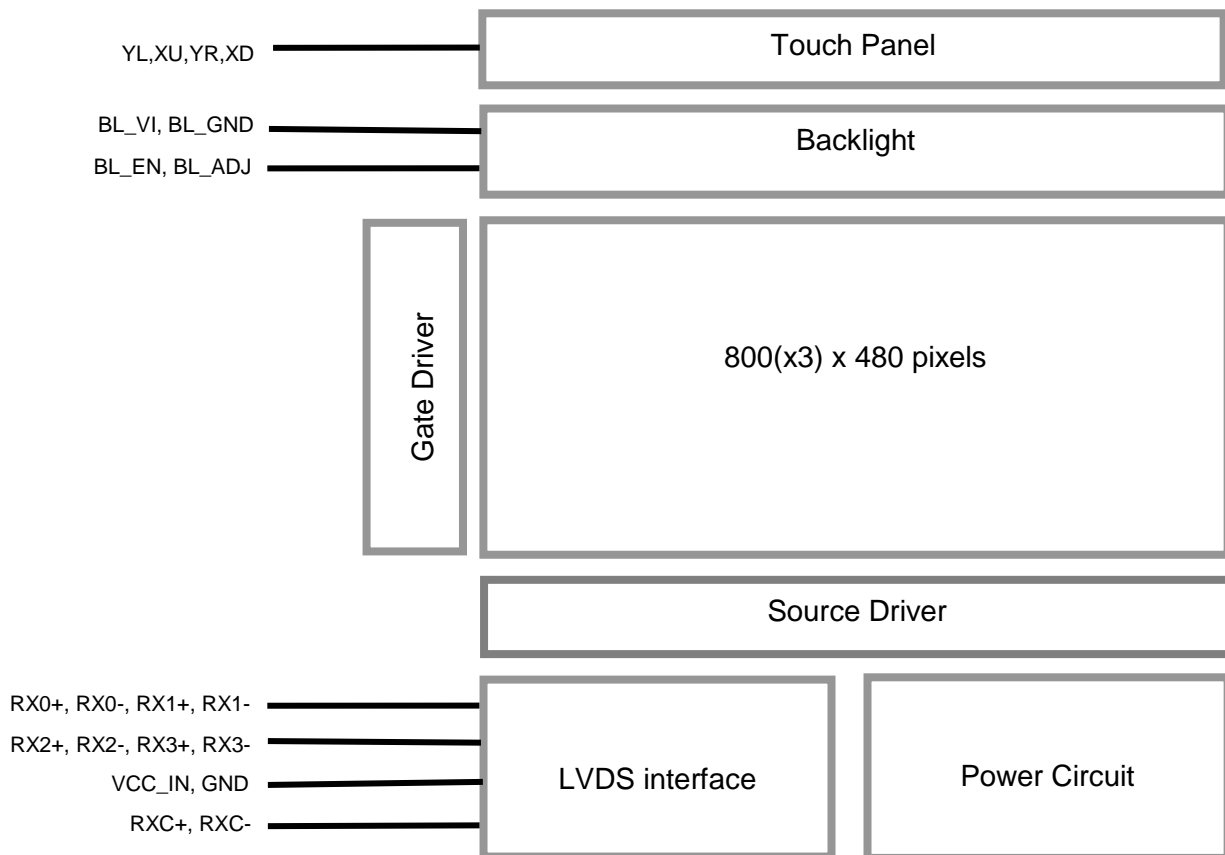 YL,XU,YR,XD
Touch Panel
BL_VI, BL_GND
BL_EN, BL_ADJ
Backlight
Gate Driver
800(x3) x 480 pixels
Source Driver
RX0+, RX0-, RX1+, RX1-
RX2+, RX2-, RX3+, RX3-
VCC_IN, GND
RXC+, RXC-
LVDS interface
Power Circuit